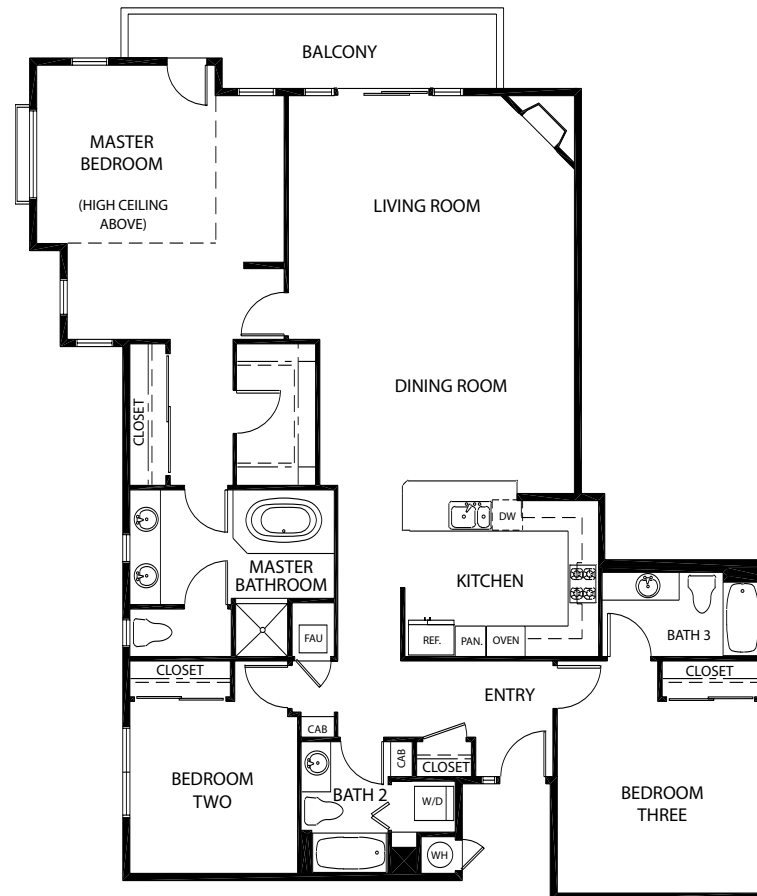 BALCONY
MASTER
BEDROOM
(HIGH CEILING
ABOVE)
LIVING ROOM
DINING ROOM
CLOSET
DW
MASTER
BATHROOM
KITCHEN
FAU
REF.
PAN.
OVEN
BATH 3
CLOSET
CLOSET
ENTRY
CAB
CAB
CLOSET
BEDROOM
TWO
BATH 2
W/D
BEDROOM
THREE
WH